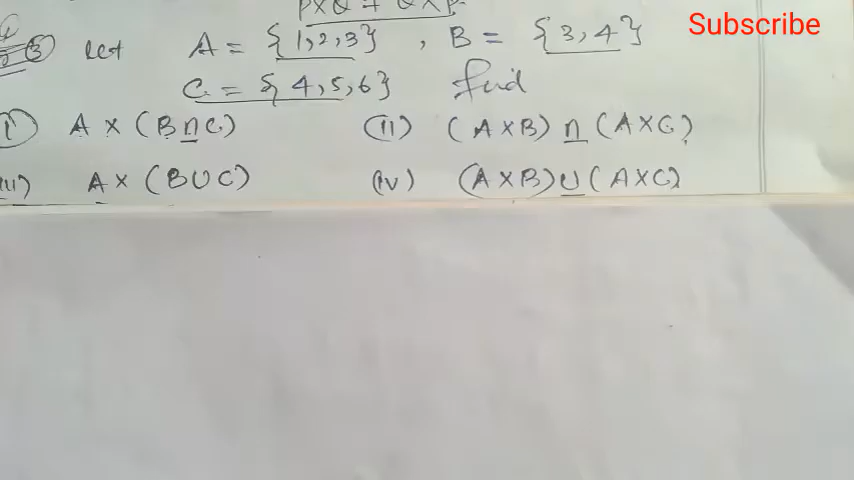 P×Q ≠ Q×P
Subscribe
③ let A = {1,2,3} , B = {3,4}
C = {4,5,6} find
(I) A × (B∩C) (II) (A×B) ∩ (A×C)
(III) A × (B∪C) (IV) (A×B) ∪ (A×C)